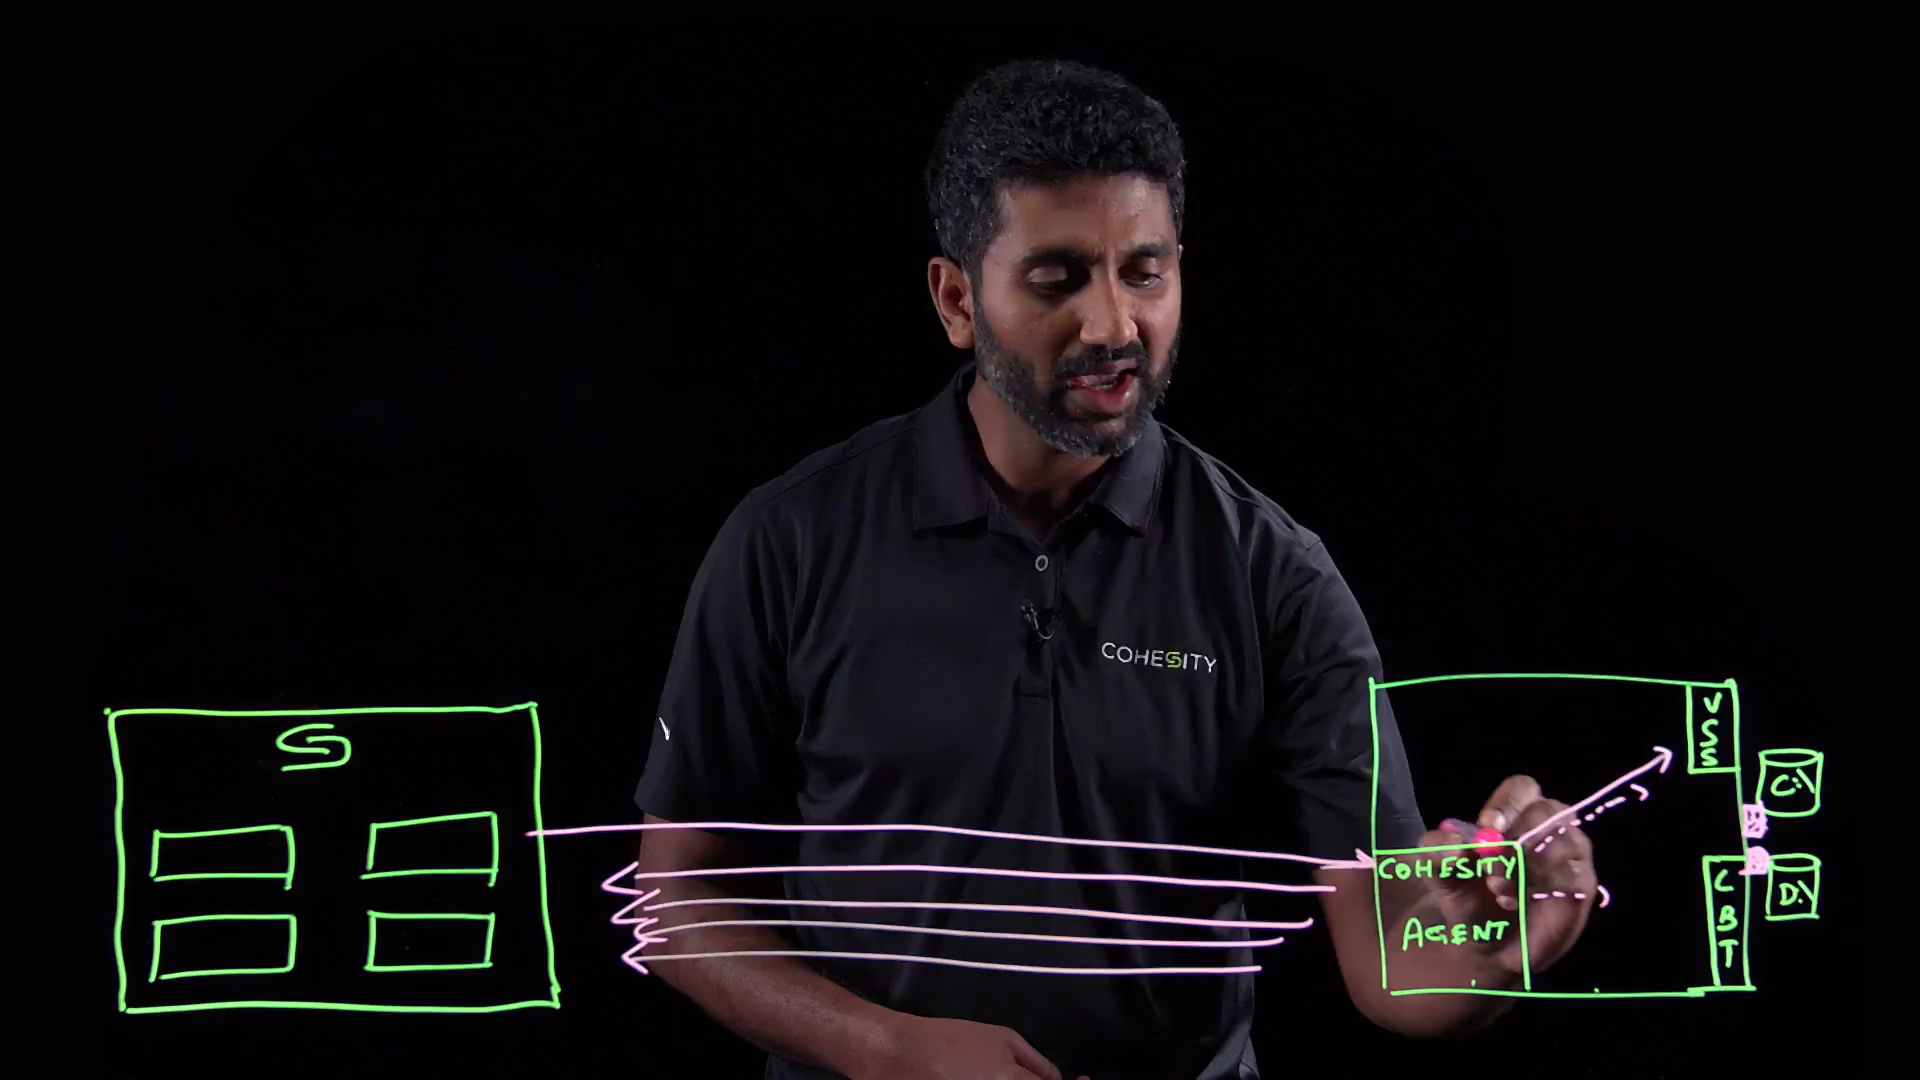 COHESITY
S
VSS
C:\
COHESITY
AGENT
CBT
D:\